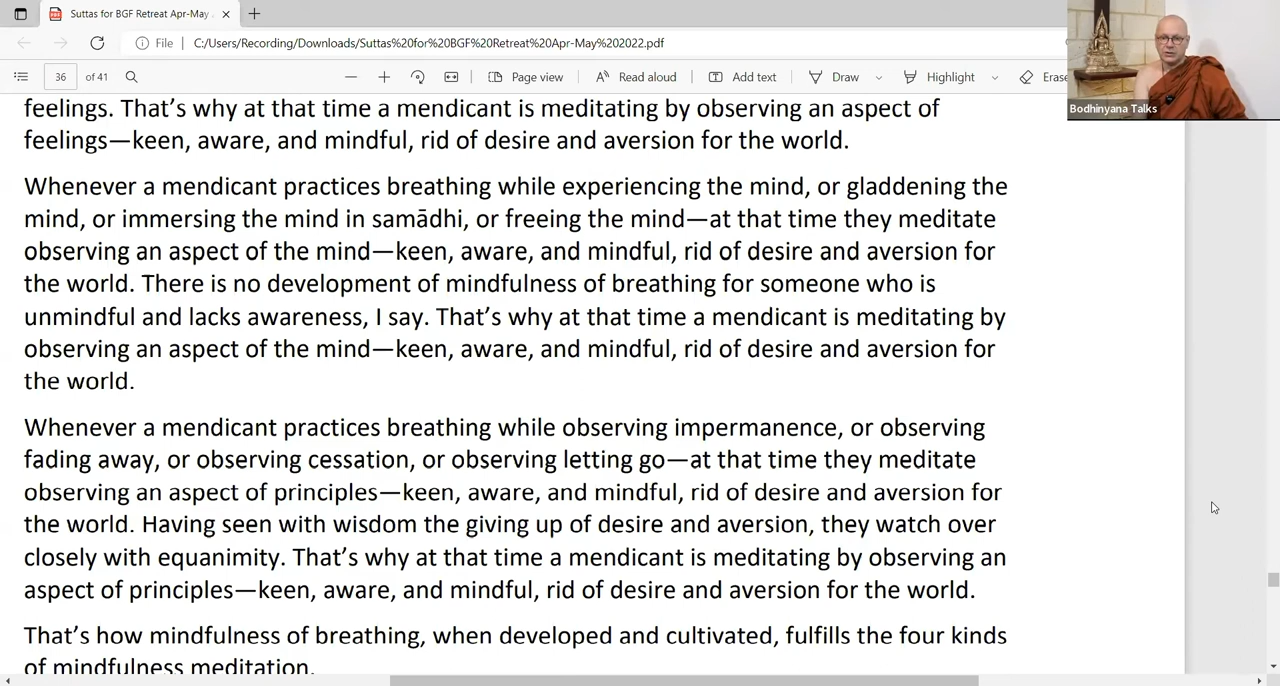 Suttas for BGF Retreat Apr-May
File C:/Users/Recording/Downloads/Suttas%20for%20BGF%20Retreat%20Apr-May%202022.pdf
36 of 41 Page view Read aloud Add text Draw Highlight Erase
Bodhinyana Talks
feelings. That's why at that time a mendicant is meditating by observing an aspect of
feelings—keen, aware, and mindful, rid of desire and aversion for the world.
Whenever a mendicant practices breathing while experiencing the mind, or gladdening the
mind, or immersing the mind in samādhi, or freeing the mind—at that time they meditate
observing an aspect of the mind—keen, aware, and mindful, rid of desire and aversion for
the world. There is no development of mindfulness of breathing for someone who is
unmindful and lacks awareness, I say. That's why at that time a mendicant is meditating by
observing an aspect of the mind—keen, aware, and mindful, rid of desire and aversion for
the world.
Whenever a mendicant practices breathing while observing impermanence, or observing
fading away, or observing cessation, or observing letting go—at that time they meditate
observing an aspect of principles—keen, aware, and mindful, rid of desire and aversion for
the world. Having seen with wisdom the giving up of desire and aversion, they watch over
closely with equanimity. That's why at that time a mendicant is meditating by observing an
aspect of principles—keen, aware, and mindful, rid of desire and aversion for the world.
That's how mindfulness of breathing, when developed and cultivated, fulfills the four kinds
of mindfulness meditation.